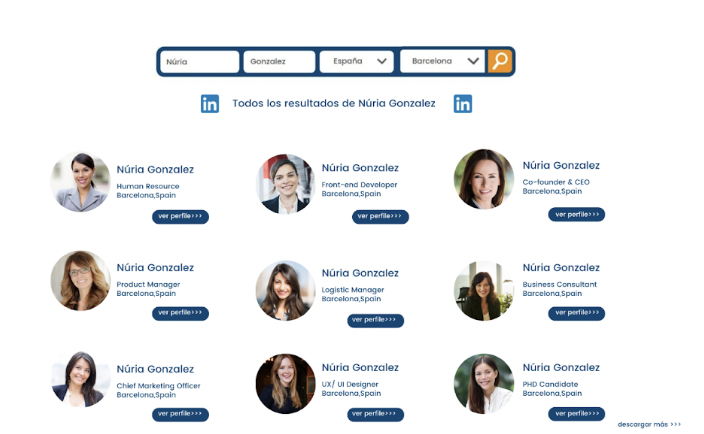 Núria Gonzalez España Barcelona
in Todos los resultados de Núria Gonzalez in
Núria Gonzalez
Human Resource
Barcelona,Spain
ver perfile>>>
Núria Gonzalez
Front-end Developer
Barcelona,Spain
ver perfile>>>
Núria Gonzalez
Co-founder & CEO
Barcelona,Spain
ver perfile>>>
Núria Gonzalez
Product Manager
Barcelona,Spain
ver perfile>>>
Núria Gonzalez
Logistic Manager
Barcelona,Spain
ver perfile>>>
Núria Gonzalez
Business Consultant
Barcelona,Spain
ver perfile>>>
Núria Gonzalez
Chief Marketing Officer
Barcelona,Spain
ver perfile>>>
Núria Gonzalez
UX/ UI Designer
Barcelona,Spain
ver perfile>>>
Núria Gonzalez
PHD Candidate
Barcelona,Spain
ver perfile>>>
descargar más >>>